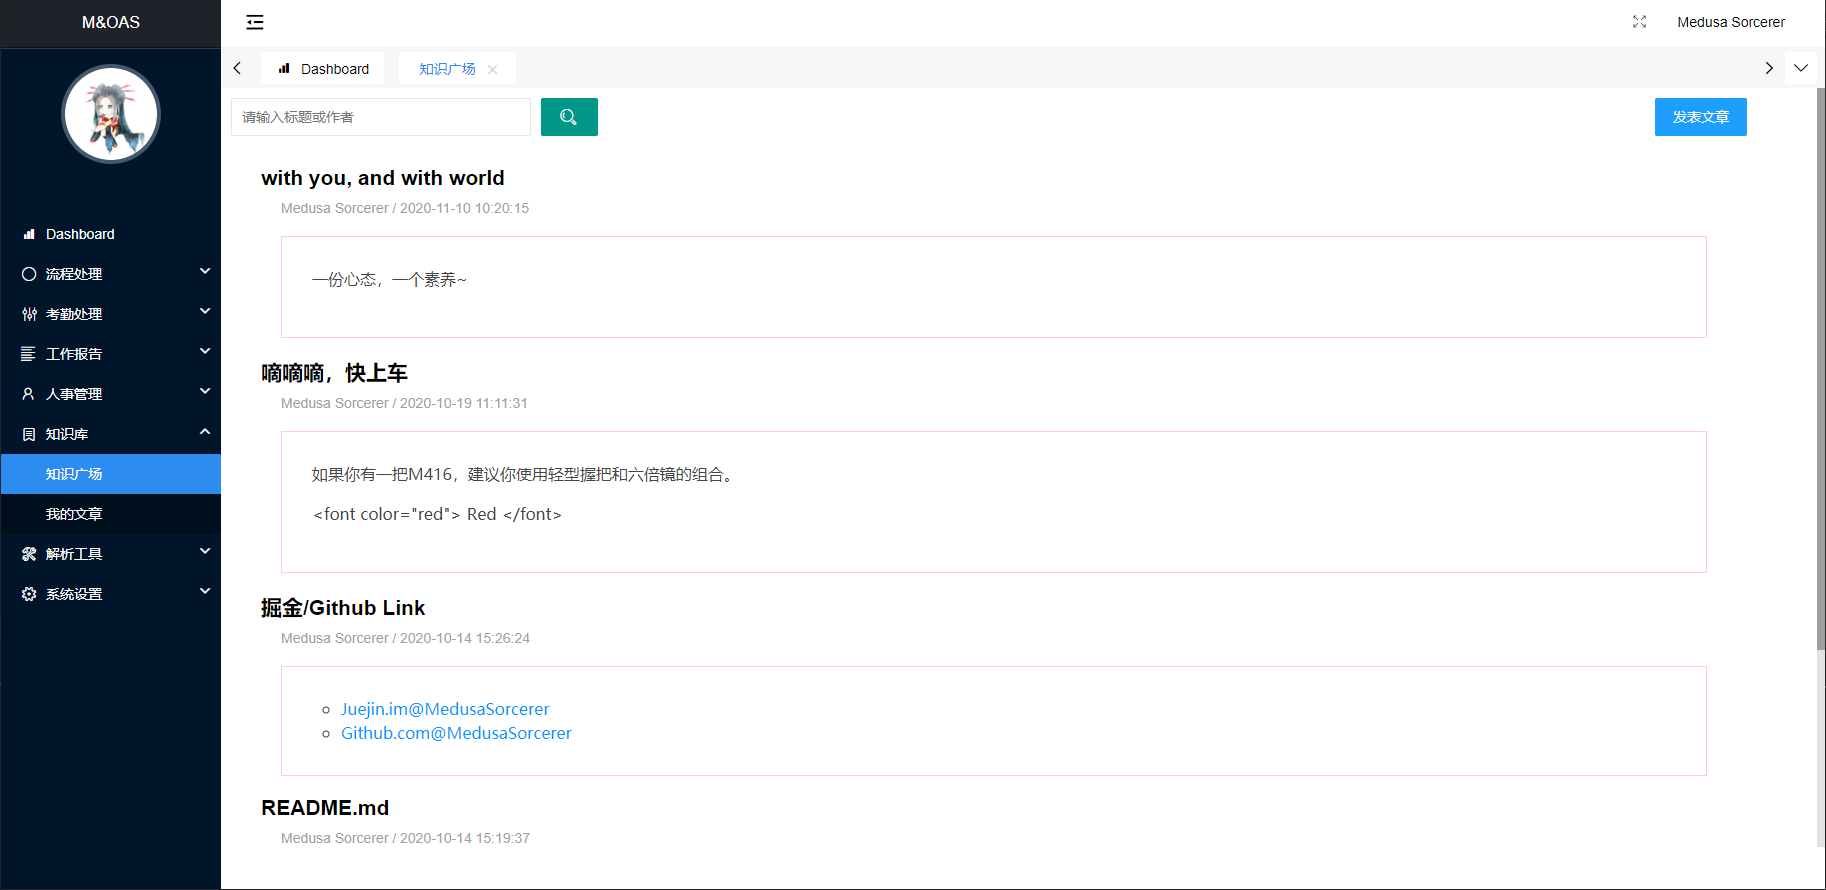 M&OAS
Medusa Sorcerer
Dashboard
知识广场
请输入标题或作者
发表文章
Dashboard
流程处理
考勤处理
工作报告
人事管理
知识库
知识广场
我的文章
解析工具
系统设置
with you, and with world
Medusa Sorcerer / 2020-11-10 10:20:15
一份心态，一个素养~
嘀嘀嘀，快上车
Medusa Sorcerer / 2020-10-19 11:11:31
如果你有一把M416，建议你使用轻型握把和六倍镜的组合。
<font color="red"> Red </font>
掘金/Github Link
Medusa Sorcerer / 2020-10-14 15:26:24
Juejin.im@MedusaSorcerer
Github.com@MedusaSorcerer
README.md
Medusa Sorcerer / 2020-10-14 15:19:37